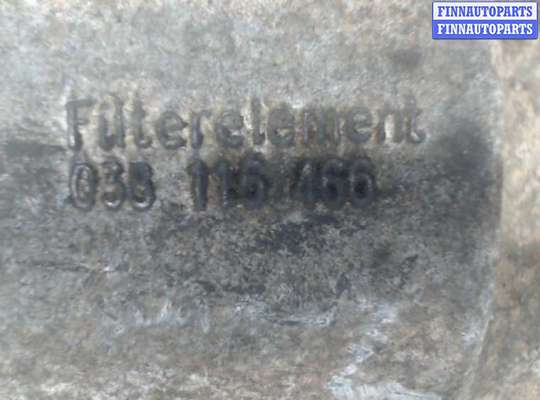 FINNAUTOPARTS
FINNAUTOPARTS
Filterelement
038 115 466